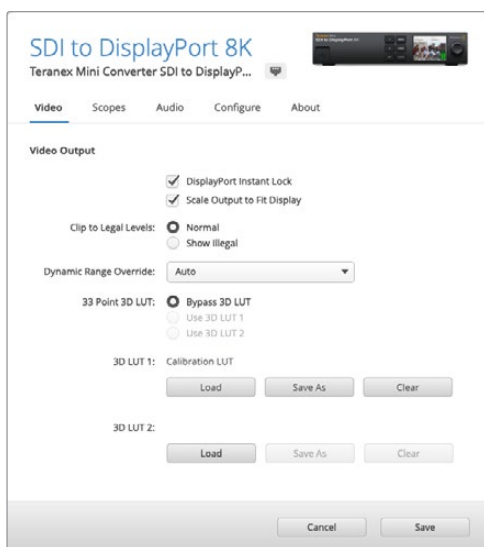 SDI to DisplayPort 8K
Teranex Mini Converter SDI to DisplayP...
Video Scopes Audio Configure About
Video Output
DisplayPort Instant Lock
Scale Output to Fit Display
Clip to Legal Levels: Normal
Show Illegal
Dynamic Range Override: Auto
33 Point 3D LUT: Bypass 3D LUT
Use 3D LUT 1
Use 3D LUT 2
3D LUT 1: Calibration LUT
Load Save As Clear
3D LUT 2:
Load Save As Clear
Cancel Save